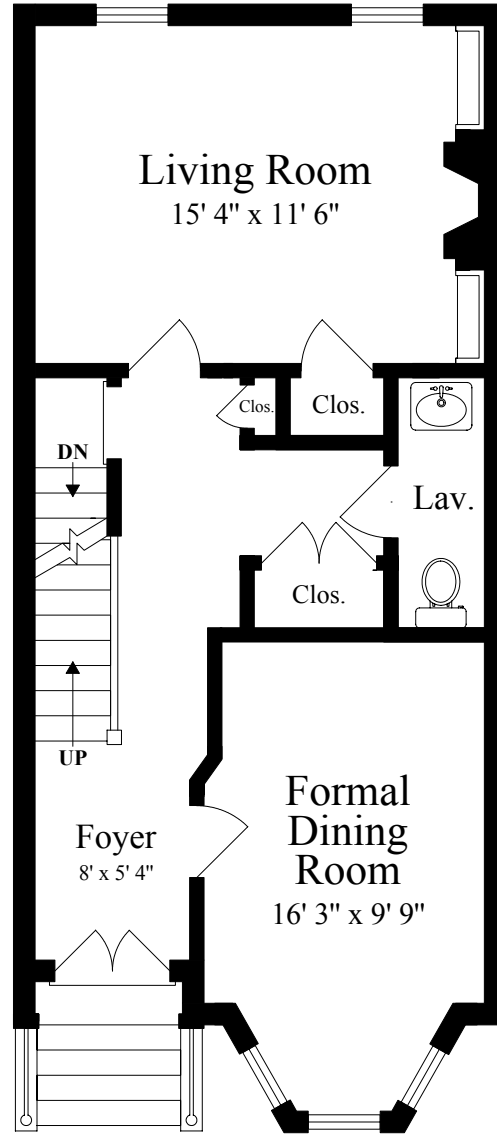 Living Room
15' 4" x 11' 6"
Clos.
Clos.
DN
Lav.
Clos.
UP
Foyer
8' x 5' 4"
Formal
Dining
Room
16' 3" x 9' 9"